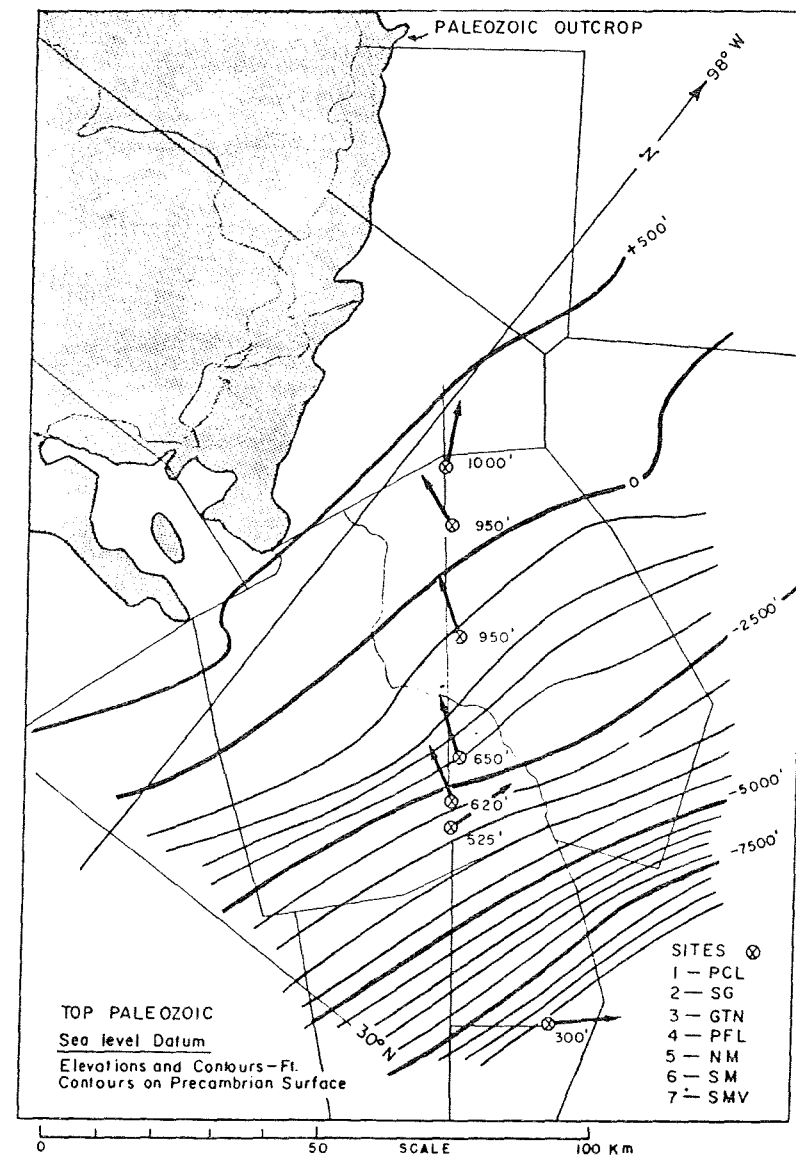 PALEOZOIC OUTCROP
98° W
N
+500'
1000'
950'
0
950'
-2500'
650'
620'
-5000'
525'
-7500'
SITES ⊗
1 — PCL
2 — SG
3 — GTN
4 — PFL
5 — NM
6 — SM
7 — SMV
300'
30° N
TOP PALEOZOIC
Sea level Datum
Elevations and Contours – Ft.
Contours on Precambrian Surface
0 50 SCALE 100 Km